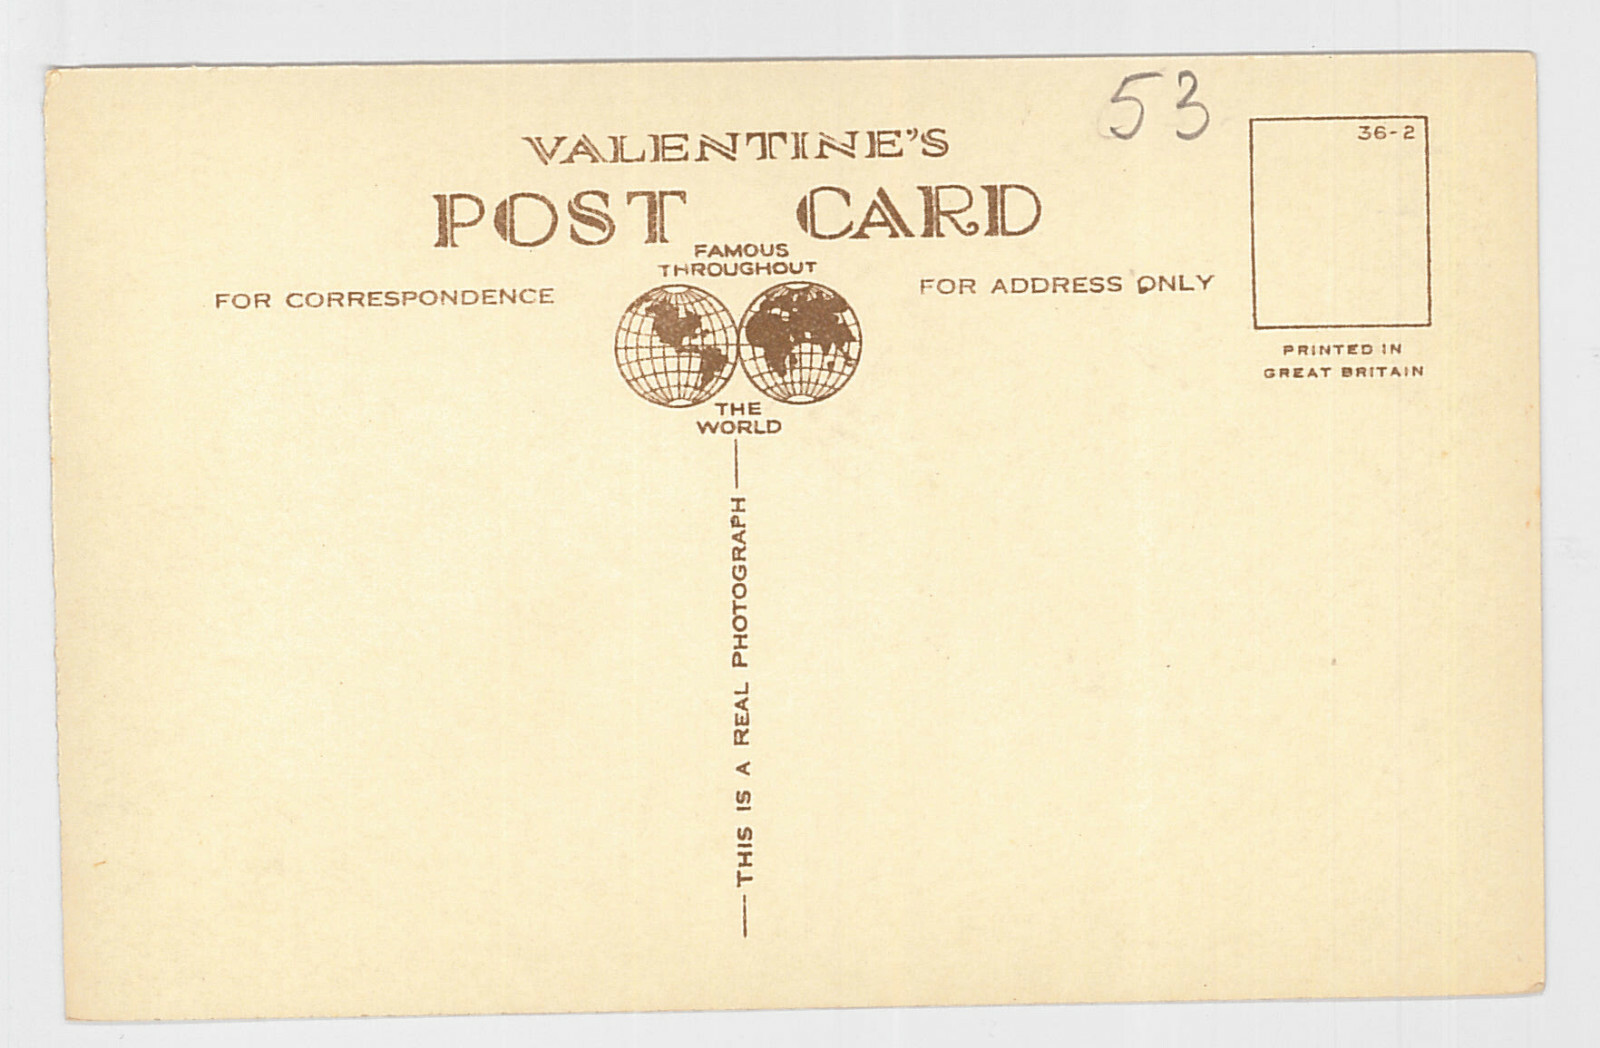 53
VALENTINE'S
POST CARD
36-2
FAMOUS
THROUGHOUT
FOR CORRESPONDENCE
FOR ADDRESS ONLY
PRINTED IN
GREAT BRITAIN
THE
WORLD
THIS IS A REAL PHOTOGRAPH